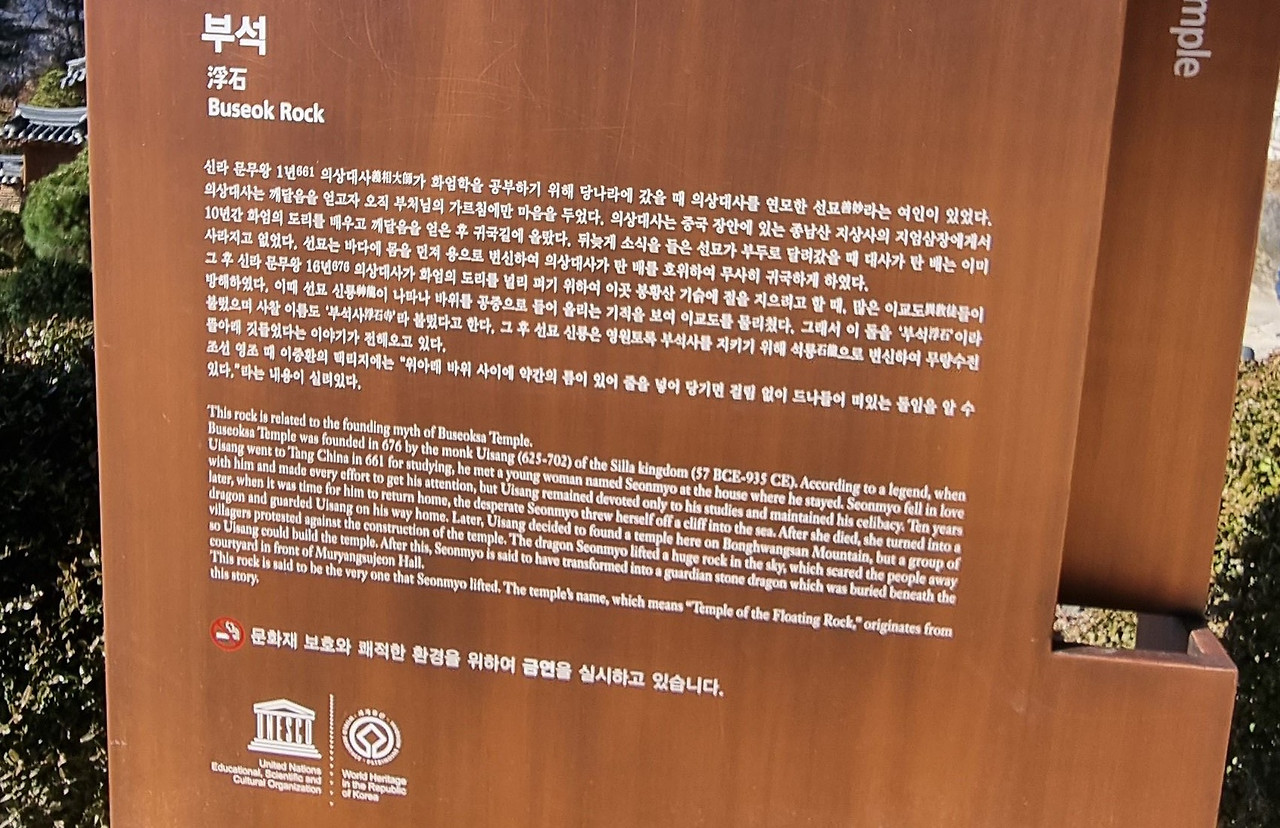 부석
浮石
Buseok Rock
신라 문무왕 1년661 의상대사義相大師가 화엄학을 공부하기 위해 당나라에 갔을 때 의상대사를 연모한 선묘善妙라는 여인이 있었다.
의상대사는 깨달음을 얻고자 오직 부처님의 가르침에만 마음을 두었다. 의상대사는 중국 장안에 있는 종남산 지상사의 지엄삼장에게서
10년간 화엄의 도리를 배우고 깨달음을 얻은 후 귀국길에 올랐다. 뒤늦게 소식을 들은 선묘가 부두로 달려갔을 때 대사가 탄 배는 이미
사라지고 없었다. 선묘는 바다에 몸을 던져 용으로 변신하여 의상대사가 탄 배를 호위하여 무사히 귀국하게 하였다.
그 후 신라 문무왕 16년676 의상대사가 화엄의 도리를 널리 펴기 위하여 이곳 봉황산 기슭에 절을 지으려고 할 때, 많은 이교도異敎徒들이
방해하였다. 이때 선묘 신룡神龍이 나타나 바위를 공중으로 들어 올리는 기적을 보여 이교도를 물리쳤다. 그래서 이 돌을 '부석浮石'이라
불렀으며 사찰 이름도 '부석사浮石寺'라 불렀다고 한다. 그 후 선묘 신룡은 영원토록 부석사를 지키기 위해 석룡石龍으로 변신하여 무량수전
뜰아래 깃들었다는 이야기가 전해오고 있다.
조선 영조 때 이중환의 택리지에는 "위아래 바위 사이에 약간의 틈이 있어 줄을 넣어 당기면 걸림 없이 드나들어 떠있는 돌임을 알 수
있다."라는 내용이 실려있다.
This rock is related to the founding myth of Buseoksa Temple.
Buseoksa Temple was founded in 676 by the monk Uisang (625-702) of the Silla kingdom (57 BCE-935 CE). According to a legend, when
Uisang went to Tang China in 661 for studying, he met a young woman named Seonmyo at the house where he stayed. Seonmyo fell in love
with him and made every effort to get his attention, but Uisang remained devoted only to his studies and maintained his celibacy. Ten years
later, when it was time for him to return home, the desperate Seonmyo threw herself off a cliff into the sea. After she died, she turned into a
dragon and guarded Uisang on his way home. Later, Uisang decided to found a temple here on Bonghwangsan Mountain, but a group of
villagers protested against the construction of the temple. The dragon Seonmyo lifted a huge rock in the sky, which scared the people away
so Uisang could build the temple. After this, Seonmyo is said to have transformed into a guardian stone dragon which was buried beneath the
courtyard in front of Muryangsujeon Hall.
This rock is said to be the very one that Seonmyo lifted. The temple's name, which means "Temple of the Floating Rock," originates from
this story.
문화재 보호와 쾌적한 환경을 위하여 금연을 실시하고 있습니다.
UNESCO
United Nations
Educational, Scientific and
Cultural Organization
World Heritage
in the Republic
of Korea
mple